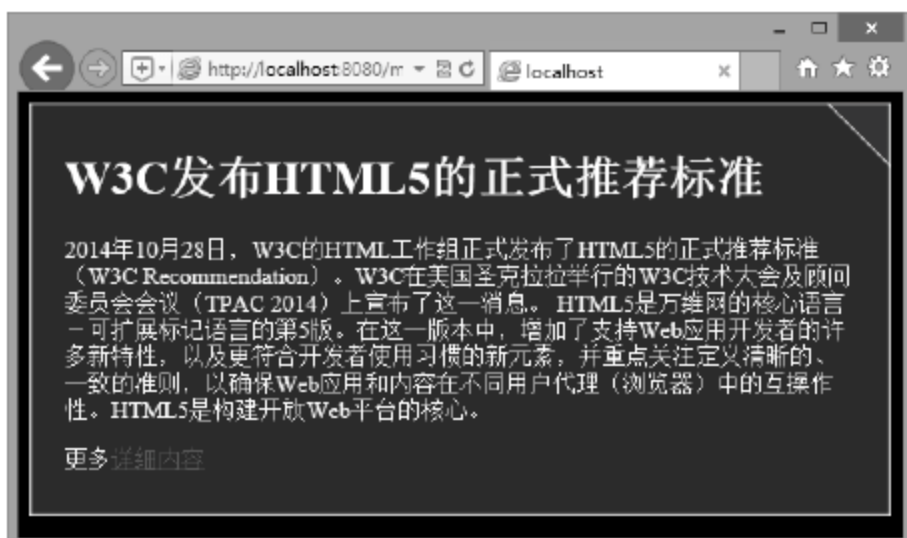 http://localhost:8080/m
localhost
W3C发布HTML5的正式推荐标准
2014年10月28日，W3C的HTML工作组正式发布了HTML5的正式推荐标准
（W3C Recommendation）。W3C在美国圣克拉拉举行的W3C技术大会及顾问
委员会会议（TPAC 2014）上宣布了这一消息。 HTML5是万维网的核心语言
－可扩展标记语言的第5版。在这一版本中，增加了支持Web应用开发者的许
多新特性，以及更符合开发者使用习惯的新元素，并重点关注定义清晰的、
一致的准则，以确保Web应用和内容在不同用户代理（浏览器）中的互操作
性。HTML5是构建开放Web平台的核心。
更多详细内容